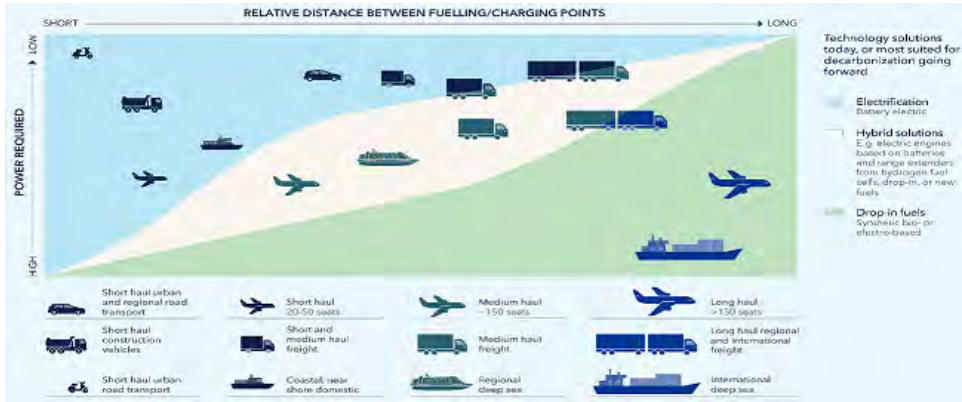 RELATIVE DISTANCE BETWEEN FUELLING/CHARGING POINTS
SHORT
LONG
LOW
POWER REQUIRED
HIGH
Technology solutions
today, or most suited for
decarbonization going
forward
Electrification
Battery electric
Hybrid solutions
E.g. electric engines
based on batteries
and range extenders
from hydrogen fuel
cells, drop-in, or new
fuels
Drop-in fuels
Synthetic bio- or
electro-based
Short haul urban
and regional road
transport
Short haul
20-50 seats
Medium haul
~150 seats
Long haul
>150 seats
Short haul
construction
vehicles
Short and
medium haul
freight
Medium haul
freight
Long haul regional
and international
freight
Short haul urban
road transport
Coastal, near
shore domestic
Regional
deep sea
International
deep sea